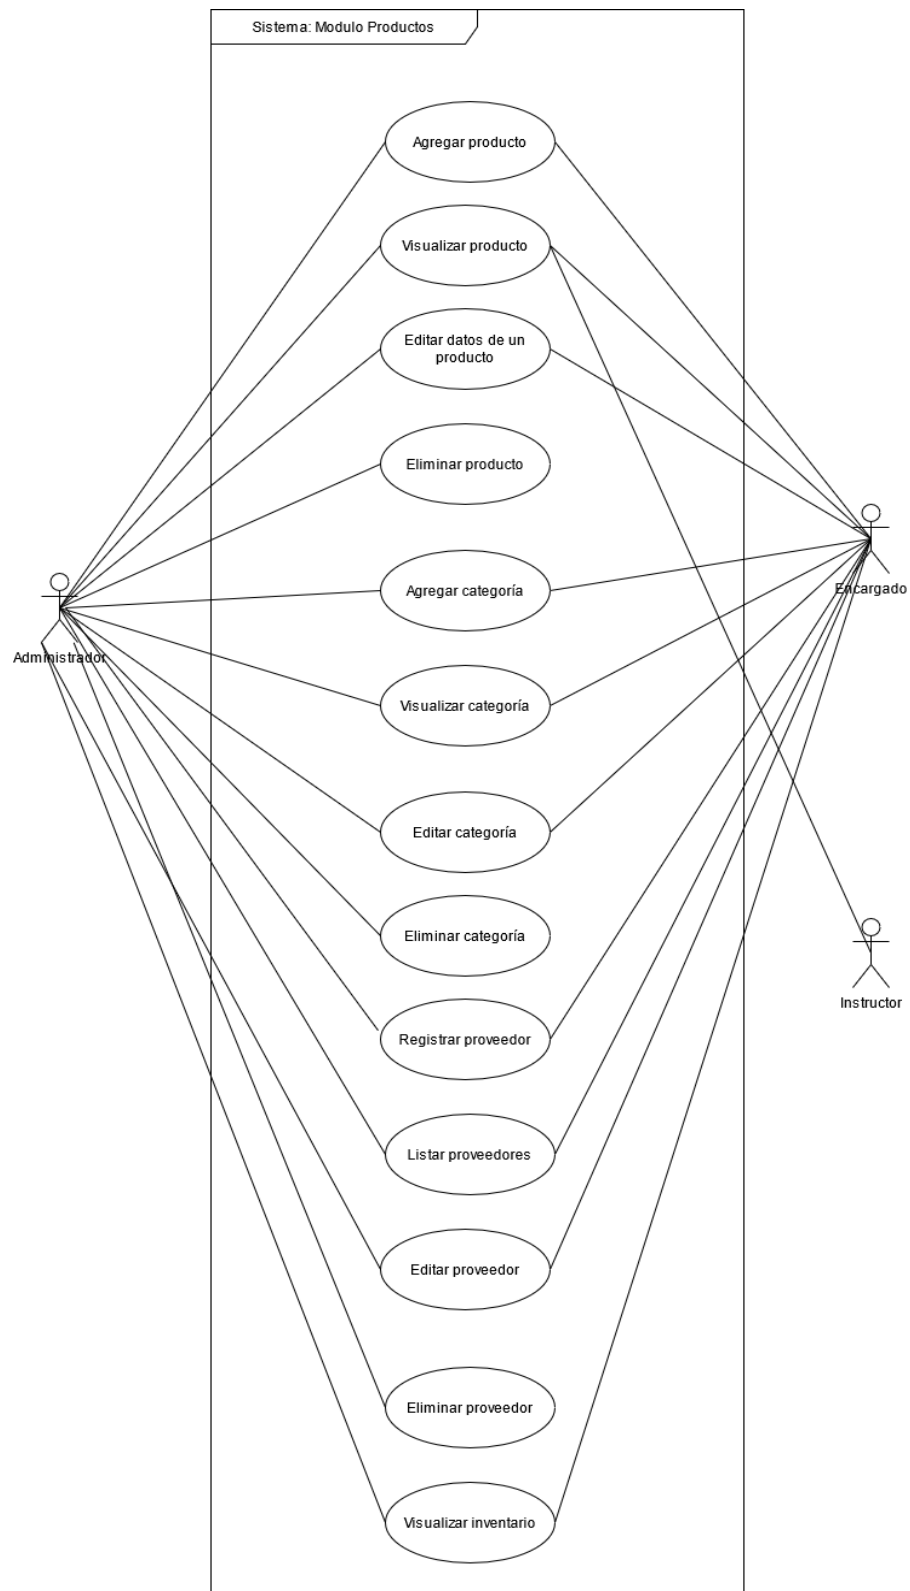 Sistema: Modulo Productos
Agregar producto
Visualizar producto
Editar datos de un
producto
Eliminar producto
Agregar categoría
Encargado
Administrador
Visualizar categoría
Editar categoría
Eliminar categoría
Instructor
Registrar proveedor
Listar proveedores
Editar proveedor
Eliminar proveedor
Visualizar inventario